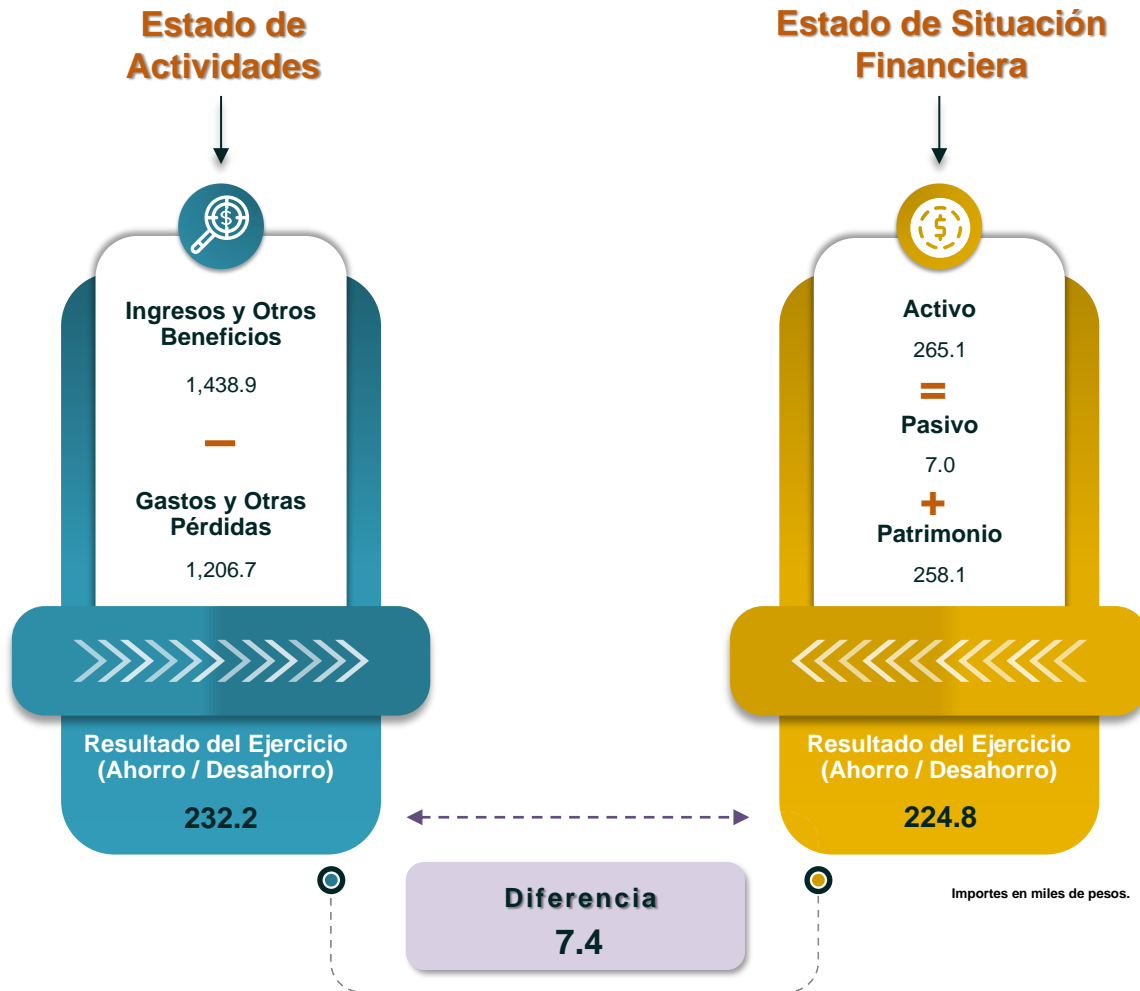 Estado de
Actividades
Ingresos y Otros
Beneficios
1,438.9
−
Gastos y Otras
Pérdidas
1,206.7
Resultado del Ejercicio
(Ahorro / Desahorro)
232.2
Estado de Situación
Financiera
$
Activo
265.1
=
Pasivo
7.0
+
Patrimonio
258.1
Resultado del Ejercicio
(Ahorro / Desahorro)
224.8
Diferencia
7.4
Importes en miles de pesos.